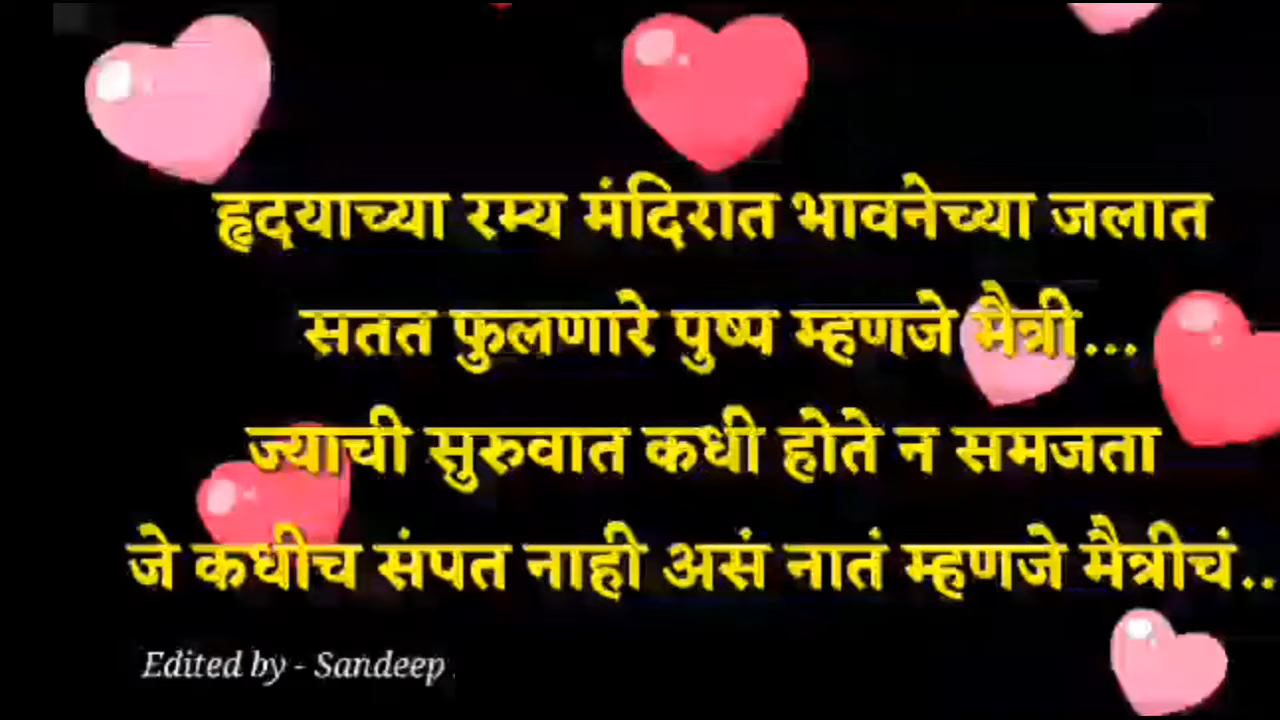 हृदयाच्या रम्य मंदिरात भावनेच्या जलात
सतत फुलणारे पुष्प म्हणजे मैत्री...
ज्याची सुरुवात कधी होते न समजता
जे कधीच संपत नाही असं नातं म्हणजे मैत्रीचं..
Edited by - Sandeep